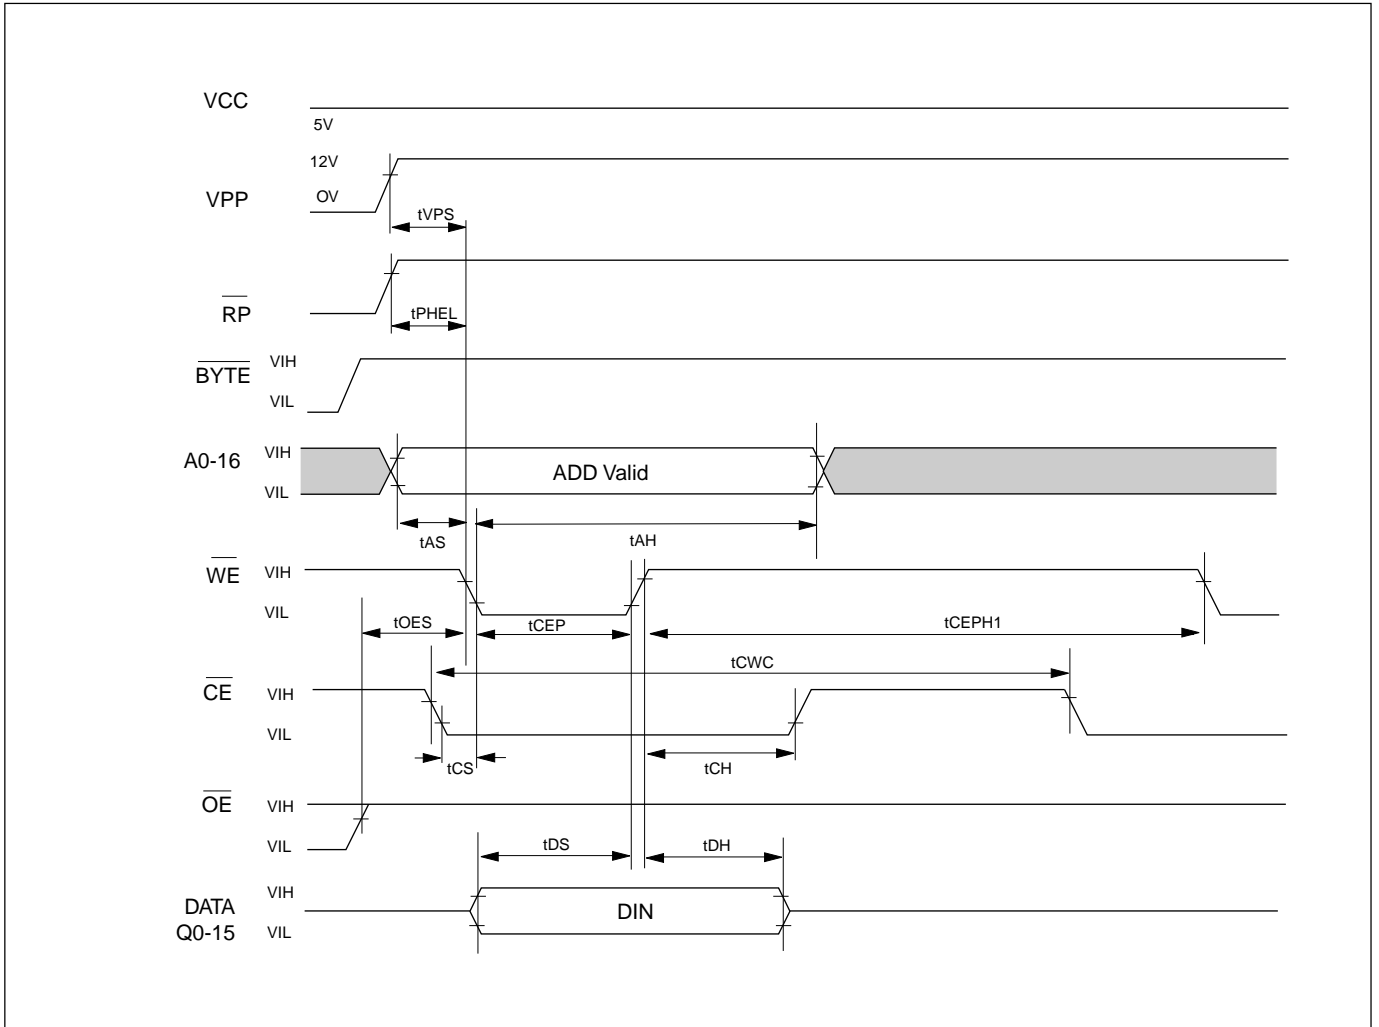 VCC
5V
12V
VPP
OV
tVPS
RP
tPHEL
BYTE
VIH
VIL
A0-16
VIH
VIL
ADD Valid
tAS
tAH
WE
VIH
VIL
tOES
tCEP
tCEPH1
tCWC
CE
VIH
VIL
tCS
tCH
OE
VIH
VIL
tDS
tDH
DATA
Q0-15
VIH
VIL
DIN